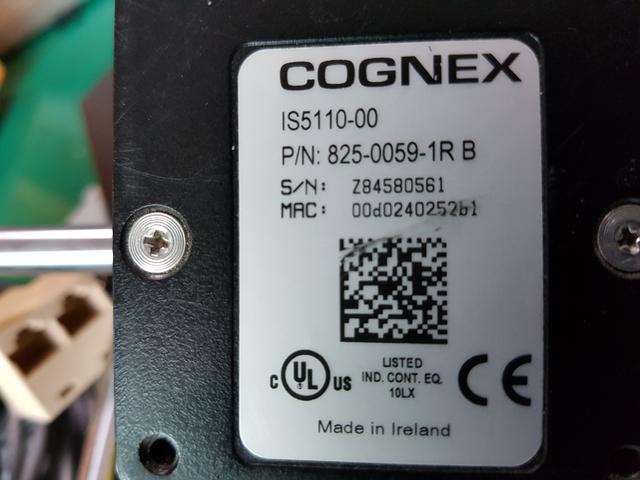 COGNEX
IS5110-00
P/N: 825-0059-1R B
S/N: Z84580561
MAC: 00d0240252b1
C UL US
LISTED
IND. CONT. EQ.
10LX
CE
Made in Ireland